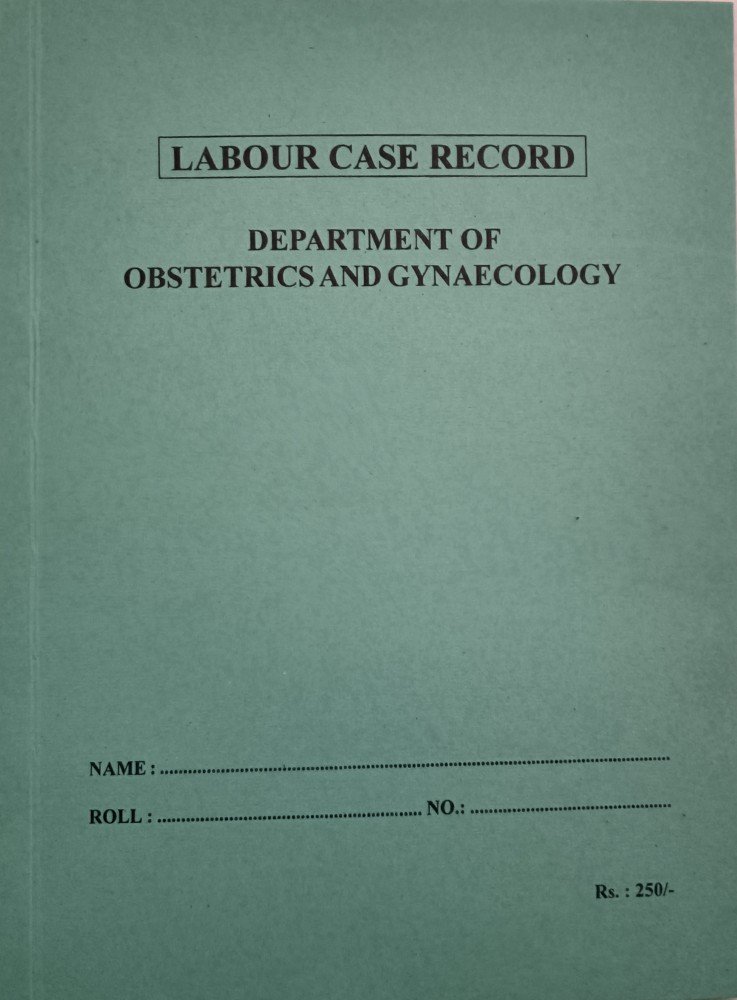 LABOUR CASE RECORD
DEPARTMENT OF
OBSTETRICS AND GYNAECOLOGY
NAME : ..........................................................................................................
ROLL : ....................................................... NO.: ..........................................
Rs. : 250/-